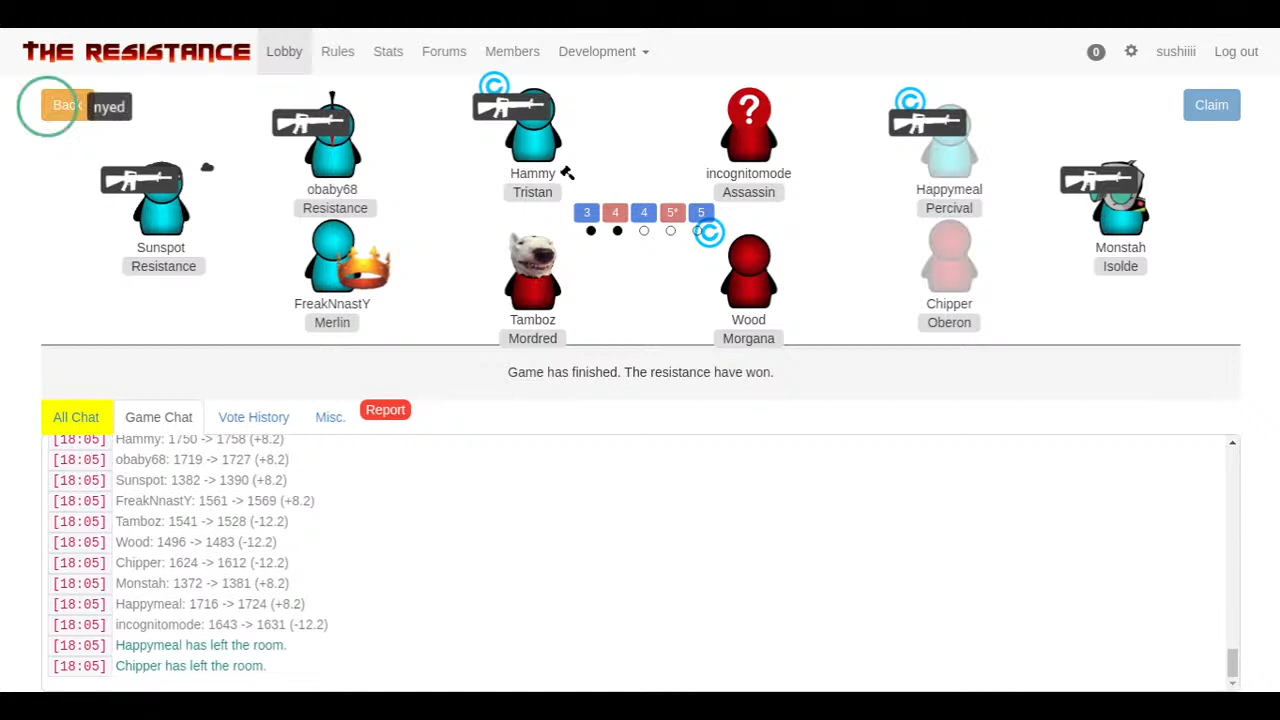 THE RESISTANCE Lobby Rules Stats Forums Members Development 0 sushiiii Log out
Back nyed Claim
Sunspot
Resistance
obaby68
Resistance
Hammy
Tristan
?
incognitomode
Assassin
Happymeal
Percival
Monstah
Isolde
3 4 4 5* 5
FreakNnastY
Merlin
Tamboz
Mordred
Wood
Morgana
Chipper
Oberon
Game has finished. The resistance have won.
All Chat Game Chat Vote History Misc. Report
[18:05] Hammy: 1750 -> 1758 (+8.2)
[18:05] obaby68: 1719 -> 1727 (+8.2)
[18:05] Sunspot: 1382 -> 1390 (+8.2)
[18:05] FreakNnastY: 1561 -> 1569 (+8.2)
[18:05] Tamboz: 1541 -> 1528 (-12.2)
[18:05] Wood: 1496 -> 1483 (-12.2)
[18:05] Chipper: 1624 -> 1612 (-12.2)
[18:05] Monstah: 1372 -> 1381 (+8.2)
[18:05] Happymeal: 1716 -> 1724 (+8.2)
[18:05] incognitomode: 1643 -> 1631 (-12.2)
[18:05] Happymeal has left the room.
[18:05] Chipper has left the room.